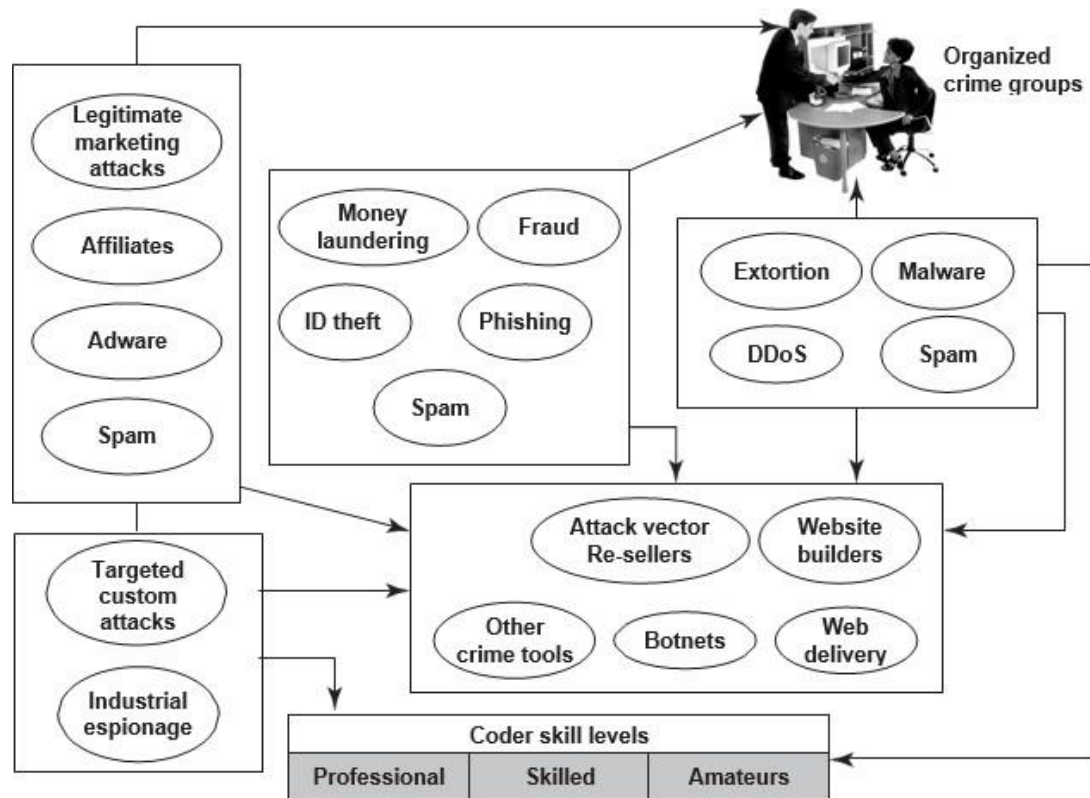 Organized
crime groups
Legitimate
marketing
attacks
Affiliates
Adware
Spam
Money
laundering
Fraud
ID theft
Phishing
Spam
Extortion
Malware
DDoS
Spam
Attack vector
Re-sellers
Website
builders
Other
crime tools
Botnets
Web
delivery
Targeted
custom
attacks
Industrial
espionage
Coder skill levels
Professional
Skilled
Amateurs